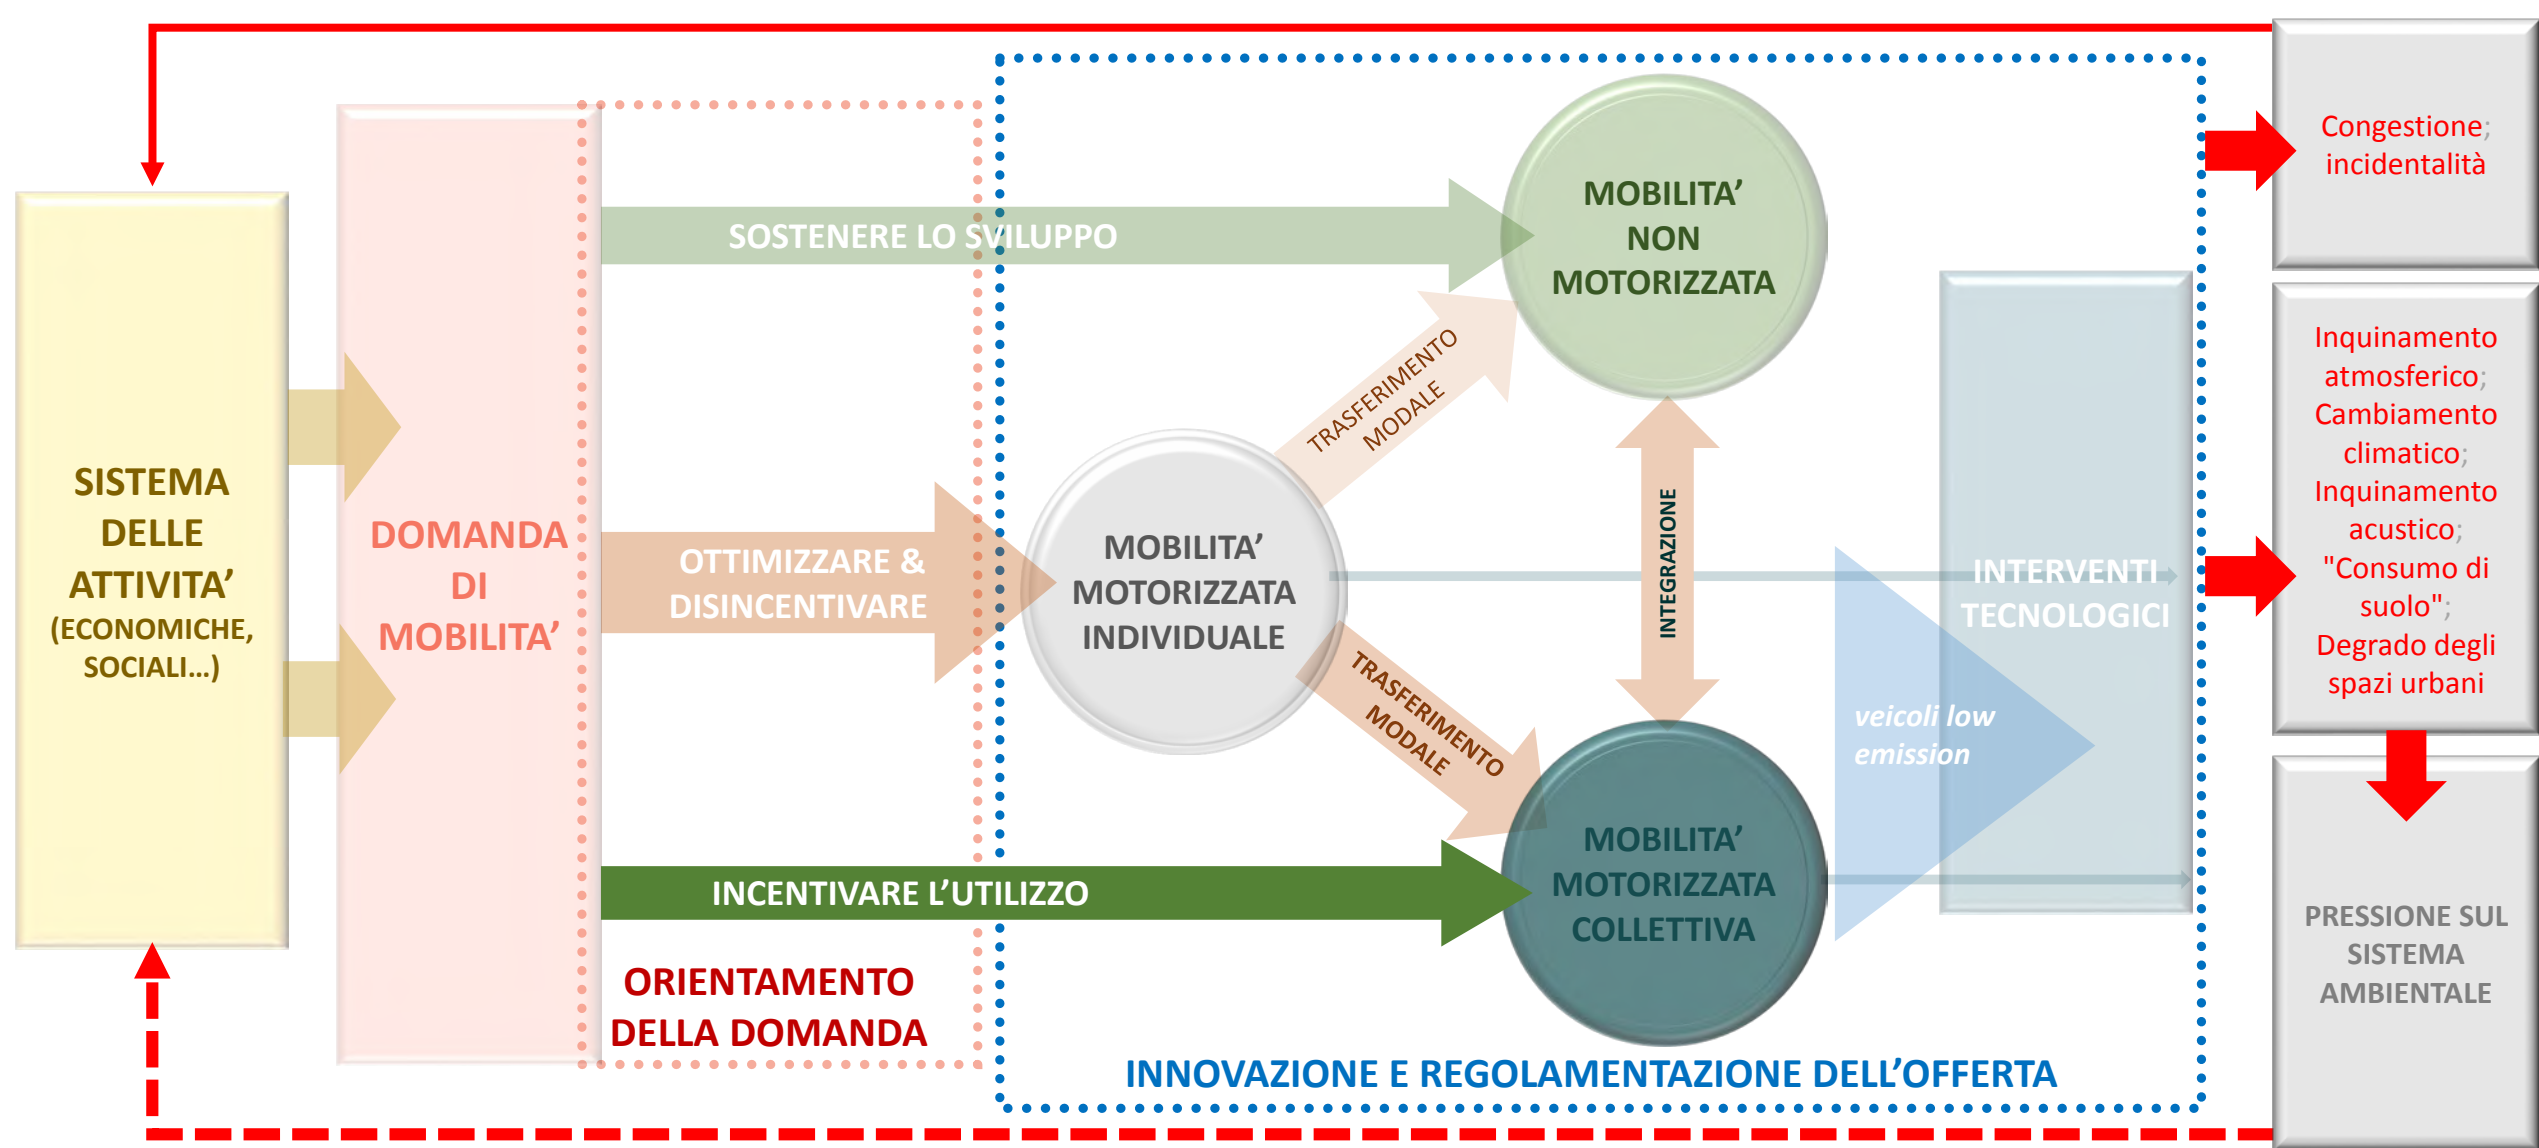 SISTEMA
DELLE
ATTIVITA’
(ECONOMICHE,
SOCIALI…)
DOMANDA
DI
MOBILITA’
SOSTENERE LO SVILUPPO
OTTIMIZZARE &
DISINCENTIVARE
INCENTIVARE L’UTILIZZO
ORIENTAMENTO
DELLA DOMANDA
MOBILITA’
MOTORIZZATA
INDIVIDUALE
TRASFERIMENTO
MODALE
TRASFERIMENTO
MODALE
MOBILITA’
NON
MOTORIZZATA
INTEGRAZIONE
MOBILITA’
MOTORIZZATA
COLLETTIVA
veicoli low
emission
INTERVENTI
TECNOLOGICI
INNOVAZIONE E REGOLAMENTAZIONE DELL’OFFERTA
Congestione;
incidentalità
Inquinamento
atmosferico;
Cambiamento
climatico;
Inquinamento
acustico;
"Consumo di
suolo";
Degrado degli
spazi urbani
PRESSIONE SUL
SISTEMA
AMBIENTALE